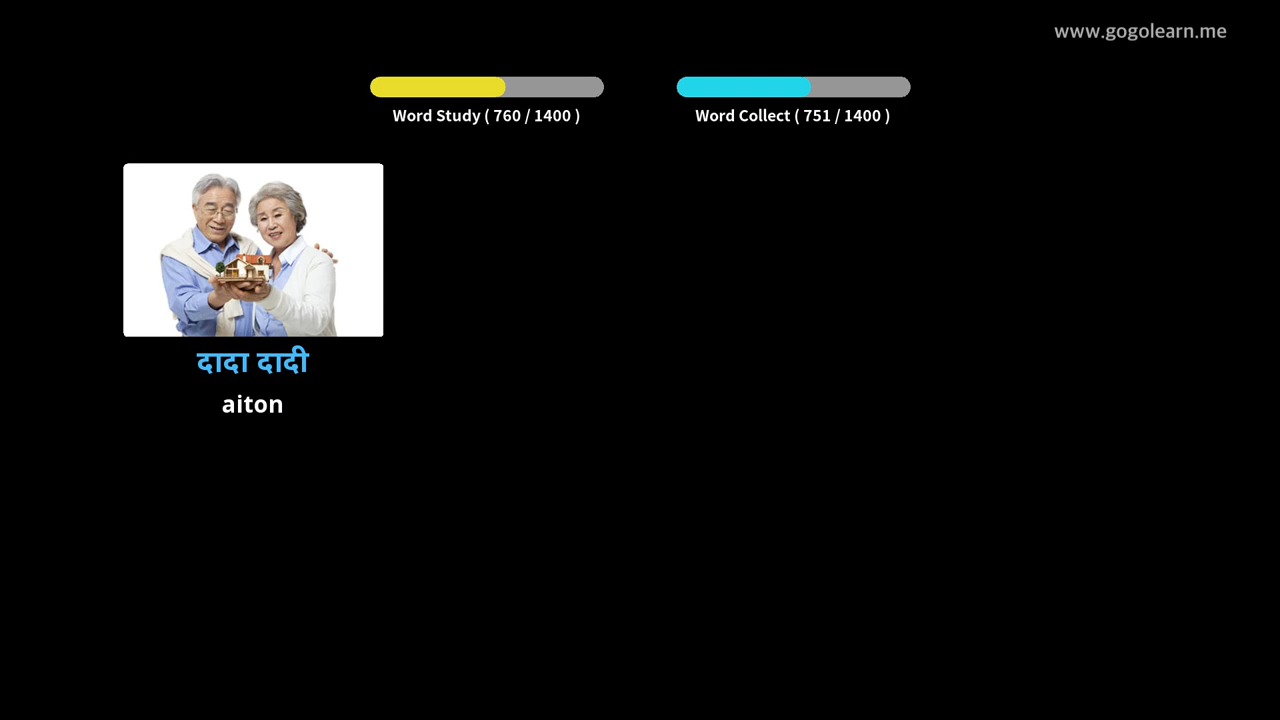 www.gogolearn.me
Word Study ( 760 / 1400 )
Word Collect ( 751 / 1400 )
दादा दादी
aiton